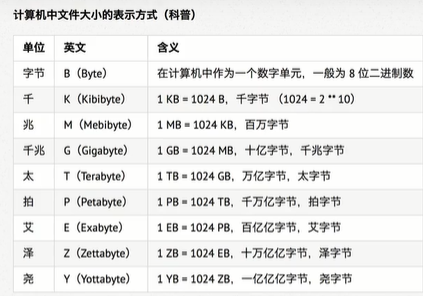 计算机中文件大小的表示方式（科普）
单位 英文 含义
字节 B（Byte） 在计算机中作为一个数字单元，一般为 8 位二进制数
千 K（Kibibyte） 1 KB = 1024 B，千字节 （1024 = 2 ** 10）
兆 M（Mebibyte） 1 MB = 1024 KB，百万字节
千兆 G（Gigabyte） 1 GB = 1024 MB，十亿字节，千兆字节
太 T（Terabyte） 1 TB = 1024 GB，万亿字节，太字节
拍 P（Petabyte） 1 PB = 1024 TB，千万亿字节，拍字节
艾 E（Exabyte） 1 EB = 1024 PB，百亿亿字节，艾字节
泽 Z（Zettabyte） 1 ZB = 1024 EB，十万亿亿字节，泽字节
尧 Y（Yottabyte） 1 YB = 1024 ZB，一亿亿亿字节，尧字节